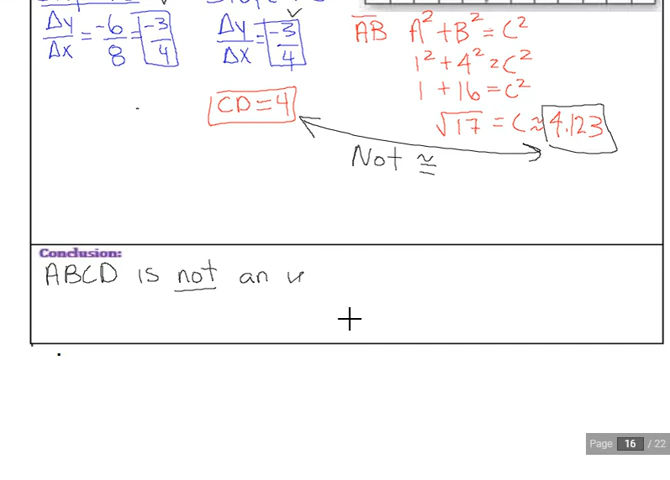 Δy/Δx = -6/8 = -3/4
Δy/Δx = -3/4
AB A² + B² = C²
1² + 4² = C²
1 + 16 = C²
√17 = C ≈ 4.123
CD = 4
Not ≅
Conclusion:
ABCD is not an
Page 16 / 22